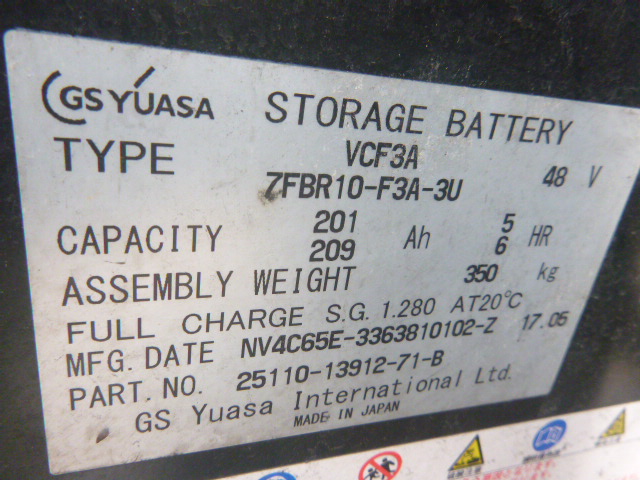 GS YUASA STORAGE BATTERY
TYPE VCF3A
7FBR10-F3A-3U 48 V
CAPACITY 201 Ah 5 HR
209 6
ASSEMBLY WEIGHT 350 kg
FULL CHARGE S.G. 1.280 AT20℃
MFG. DATE NV4C65E-3363810102-Z 17.05
PART. NO. 25110-13912-71-B
GS Yuasa International Ltd.
MADE IN JAPAN